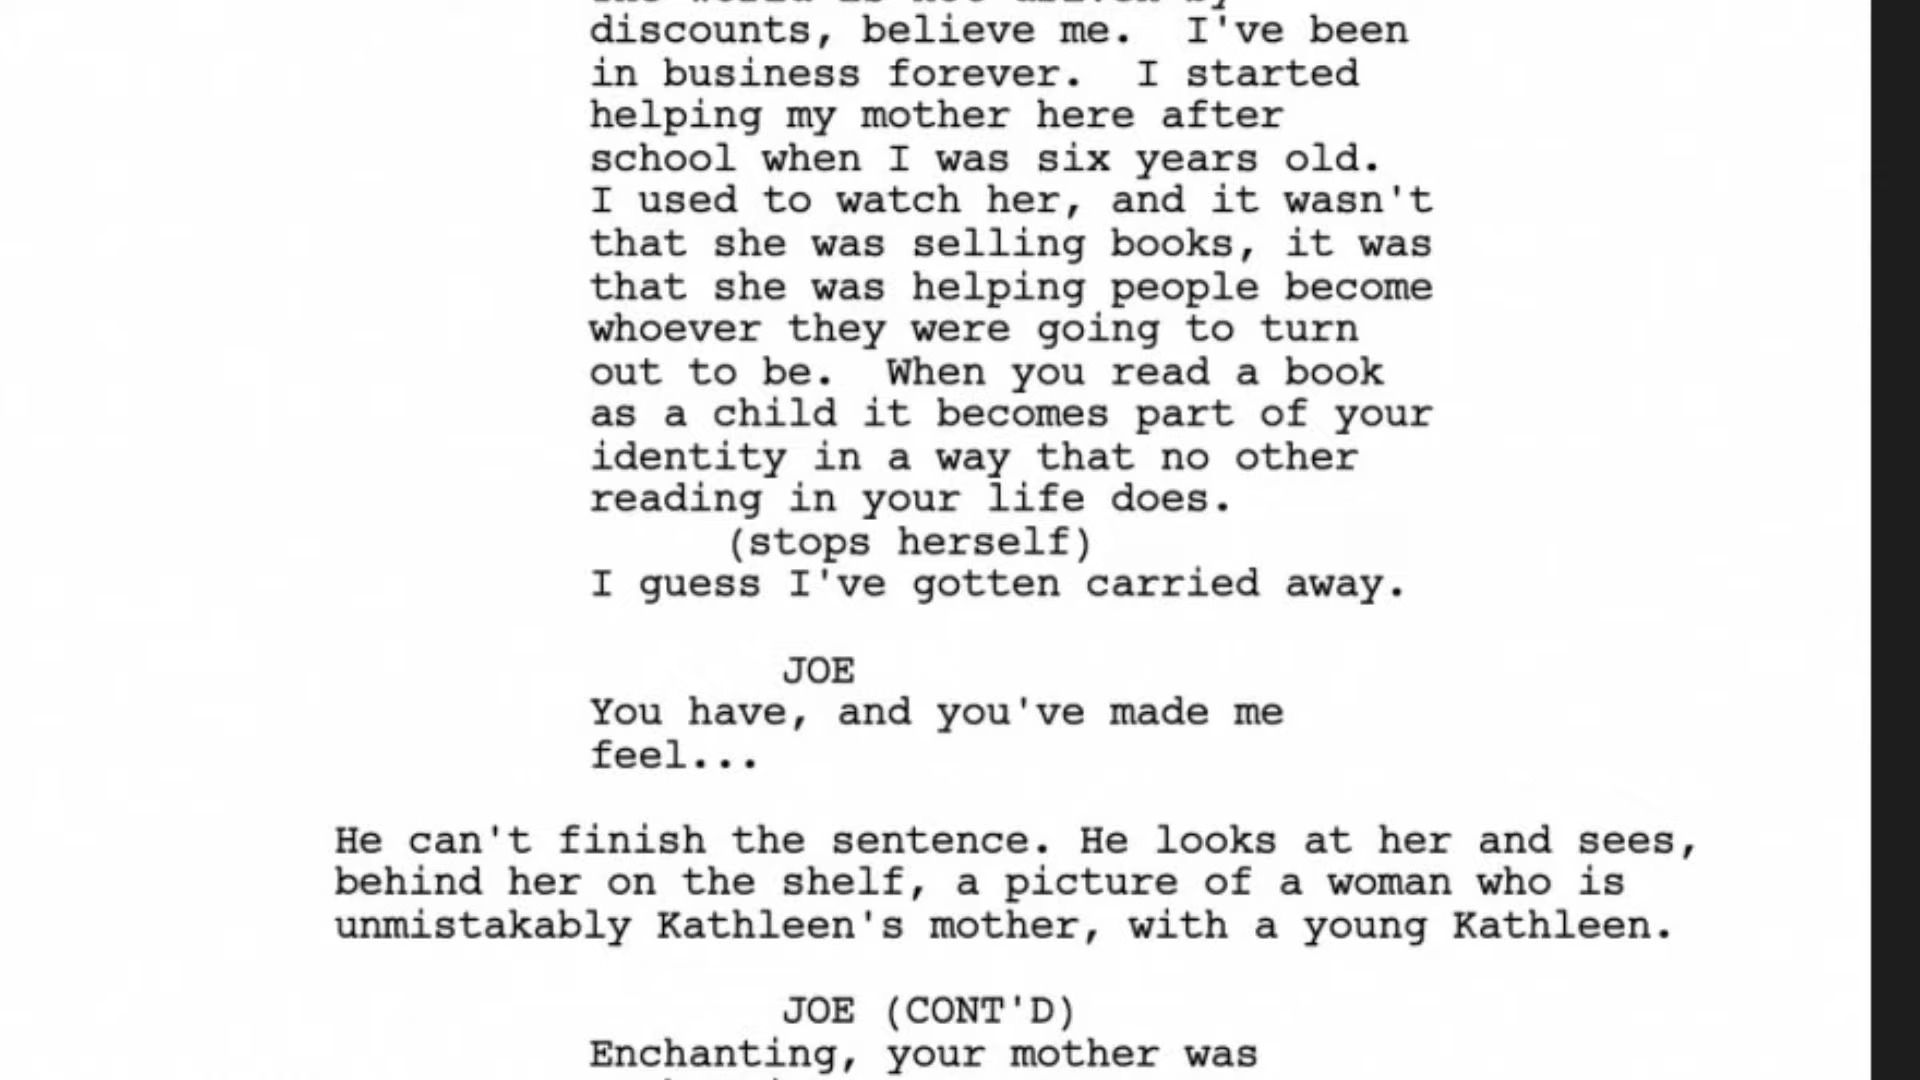 discounts, believe me.  I've been
in business forever.  I started
helping my mother here after
school when I was six years old.
I used to watch her, and it wasn't
that she was selling books, it was
that she was helping people become
whoever they were going to turn
out to be.  When you read a book
as a child it becomes part of your
identity in a way that no other
reading in your life does.
(stops herself)
I guess I've gotten carried away.
JOE
You have, and you've made me
feel...
He can't finish the sentence. He looks at her and sees,
behind her on the shelf, a picture of a woman who is
unmistakably Kathleen's mother, with a young Kathleen.
JOE (CONT'D)
Enchanting, your mother was